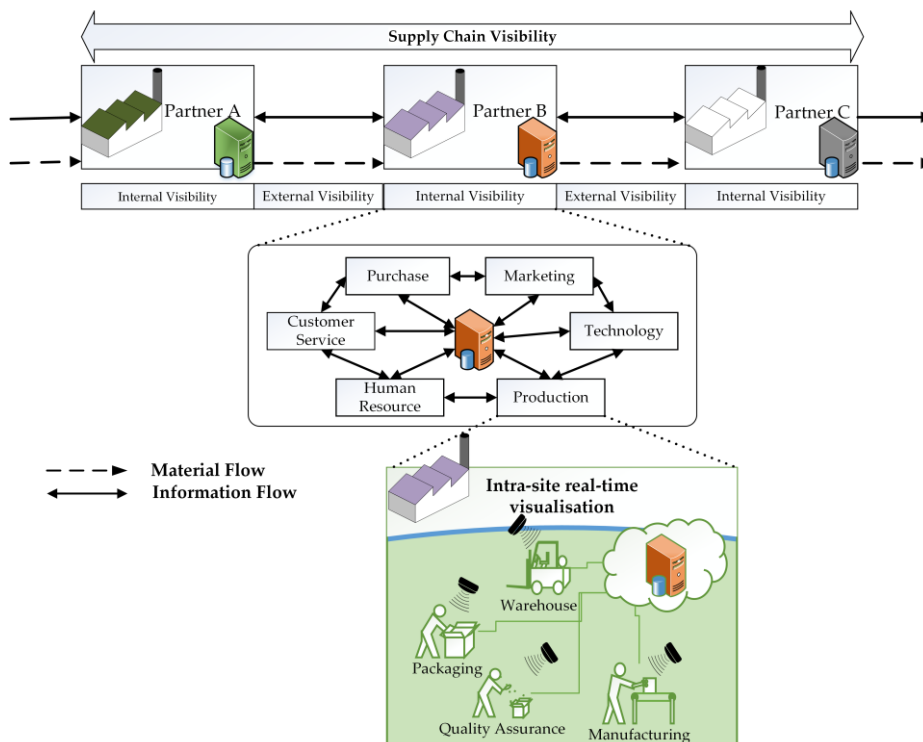 Supply Chain Visibility
Partner A
Partner B
Partner C
Internal Visibility
External Visibility
Internal Visibility
External Visibility
Internal Visibility
Purchase
Marketing
Customer
Service
Technology
Human
Resource
Production
Material Flow
Information Flow
Intra-site real-time
visualisation
Warehouse
Packaging
Quality Assurance
Manufacturing